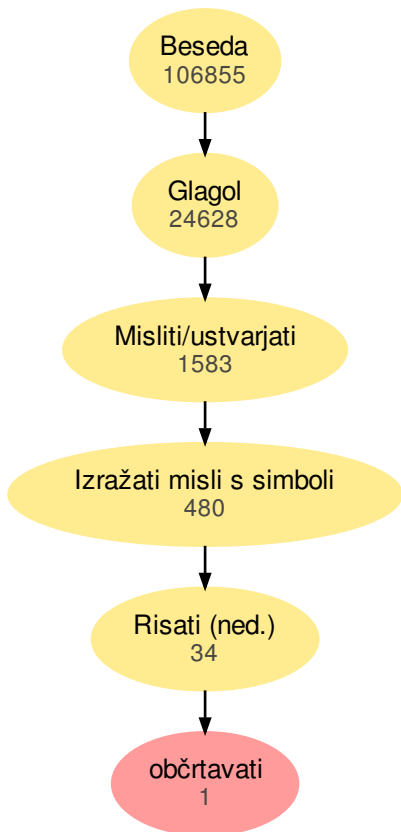 Beseda
106855
Glagol
24628
Misliti/ustvarjati
1583
Izražati misli s simboli
480
Risati (ned.)
34
občrtavati
1